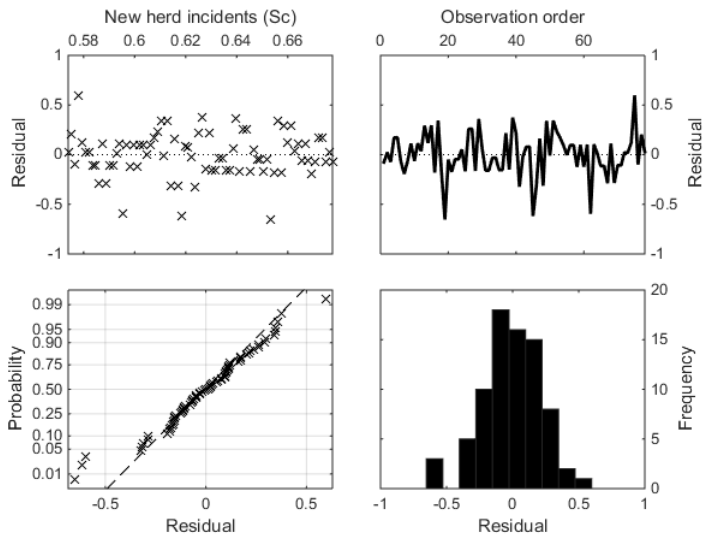 New herd incidents (Sc)
0.58 0.6 0.62 0.64 0.66
Observation order
0 20 40 60
1
0.5
0
-0.5
-1
Residual
1
0.5
0
-0.5
-1
Residual
0.99
0.95
0.90
0.75
0.50
0.25
0.10
0.05
0.01
Probability
-0.5 0 0.5
Residual
20
15
10
5
0
Frequency
-1 -0.5 0 0.5 1
Residual